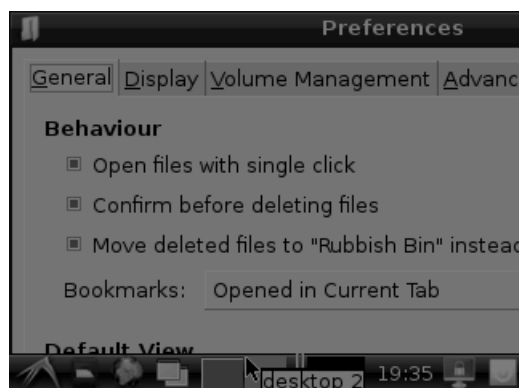 Preferences
General Display Volume Management Advanc
Behaviour
Open files with single click
Confirm before deleting files
Move deleted files to "Rubbish Bin" instead
Bookmarks: Opened in Current Tab
Default View
desktop 2 19:35